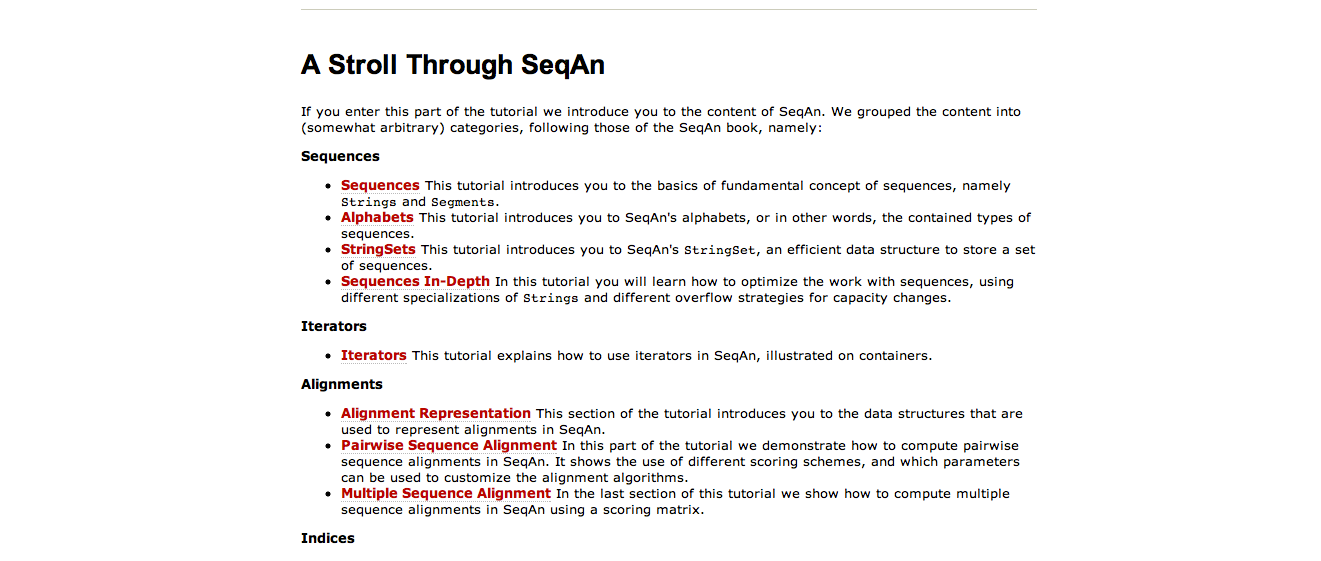 A Stroll Through SeqAn
If you enter this part of the tutorial we introduce you to the content of SeqAn. We grouped the content into
(somewhat arbitrary) categories, following those of the SeqAn book, namely:
Sequences
• Sequences This tutorial introduces you to the basics of fundamental concept of sequences, namely
Strings and Segments.
• Alphabets This tutorial introduces you to SeqAn's alphabets, or in other words, the contained types of
sequences.
• StringSets This tutorial introduces you to SeqAn's StringSet, an efficient data structure to store a set
of sequences.
• Sequences In-Depth In this tutorial you will learn how to optimize the work with sequences, using
different specializations of Strings and different overflow strategies for capacity changes.
Iterators
• Iterators This tutorial explains how to use iterators in SeqAn, illustrated on containers.
Alignments
• Alignment Representation This section of the tutorial introduces you to the data structures that are
used to represent alignments in SeqAn.
• Pairwise Sequence Alignment In this part of the tutorial we demonstrate how to compute pairwise
sequence alignments in SeqAn. It shows the use of different scoring schemes, and which parameters
can be used to customize the alignment algorithms.
• Multiple Sequence Alignment In the last section of this tutorial we show how to compute multiple
sequence alignments in SeqAn using a scoring matrix.
Indices